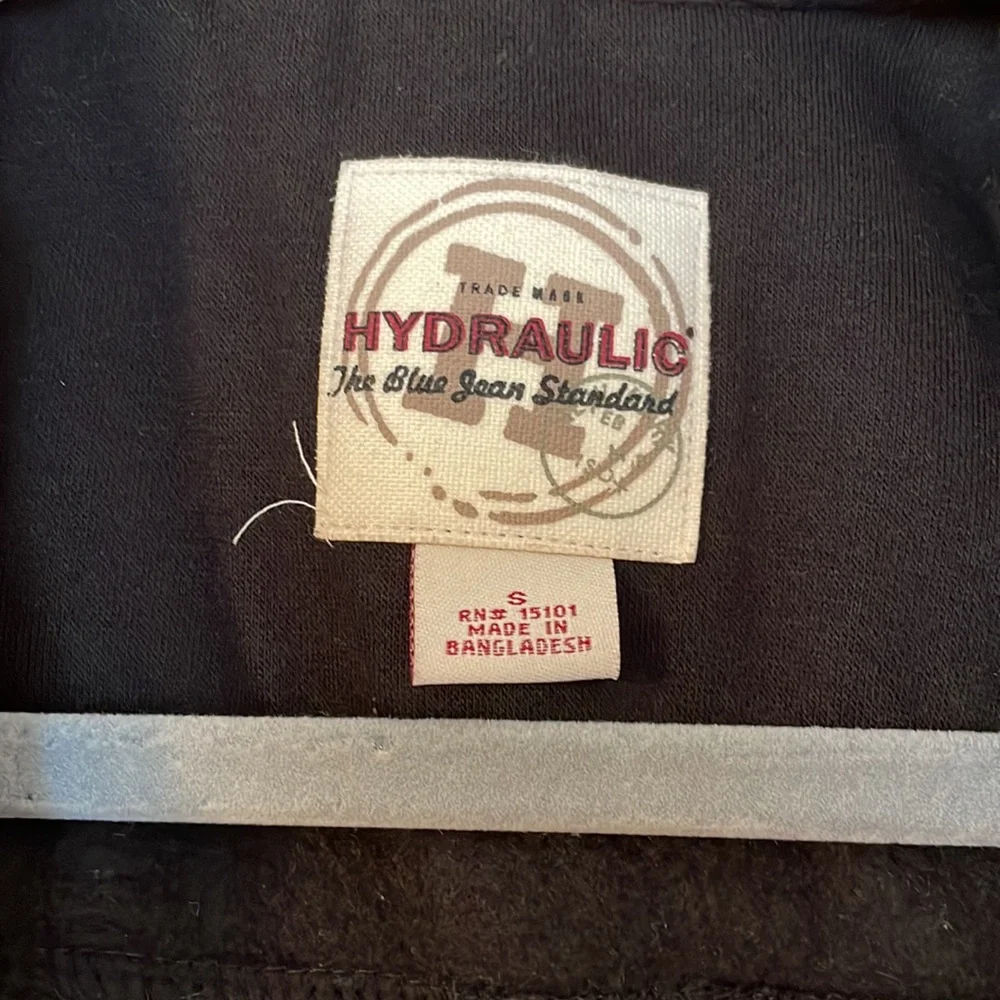 TRADE MARK
HYDRAULIC
The Blue Jean Standard
S
RN# 15101
MADE IN
BANGLADESH